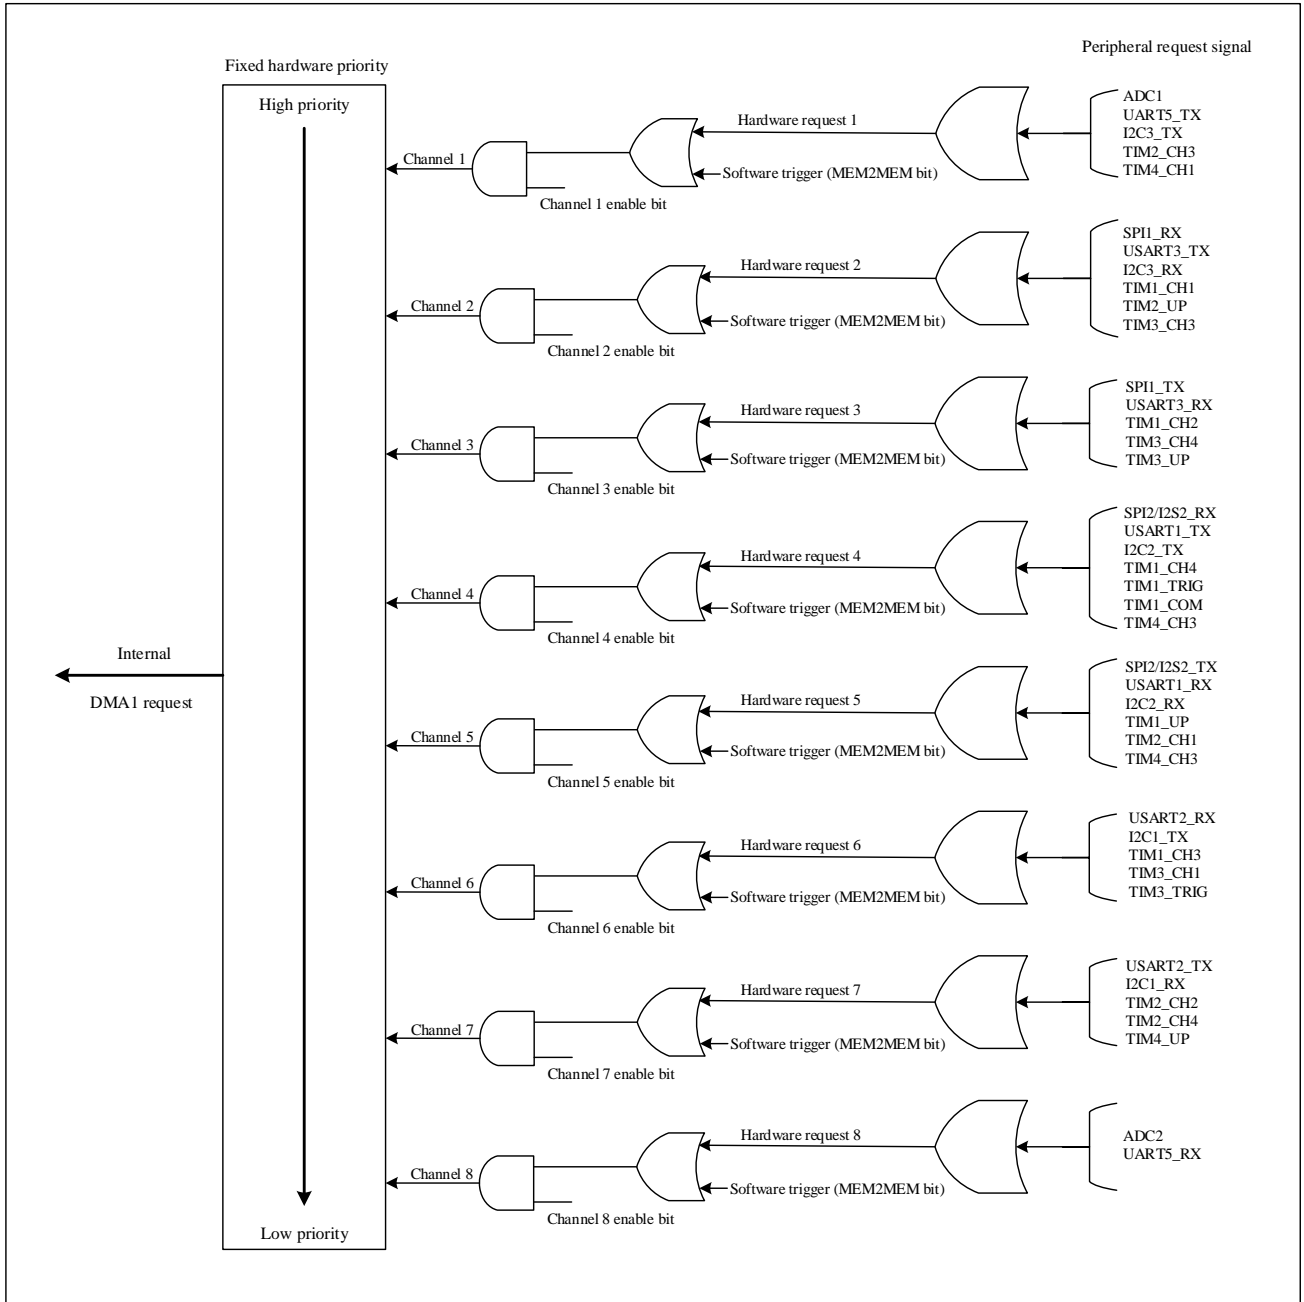 Peripheral request signal
Fixed hardware priority
High priority
ADC1
UART5_TX
I2C3_TX
TIM2_CH3
TIM4_CH1
Hardware request 1
Software trigger (MEM2MEM bit)
Channel 1
Channel 1 enable bit
SPI1_RX
USART3_TX
I2C3_RX
TIM1_CH1
TIM2_UP
TIM3_CH3
Hardware request 2
Software trigger (MEM2MEM bit)
Channel 2
Channel 2 enable bit
SPI1_TX
USART3_RX
TIM1_CH2
TIM3_CH4
TIM3_UP
Hardware request 3
Software trigger (MEM2MEM bit)
Channel 3
Channel 3 enable bit
SPI2/I2S2_RX
USART1_TX
I2C2_TX
TIM1_CH4
TIM1_TRIG
TIM1_COM
TIM4_CH3
Hardware request 4
Software trigger (MEM2MEM bit)
Channel 4
Channel 4 enable bit
Internal
DMA1 request
SPI2/I2S2_TX
USART1_RX
I2C2_RX
TIM1_UP
TIM2_CH1
TIM4_CH3
Hardware request 5
Software trigger (MEM2MEM bit)
Channel 5
Channel 5 enable bit
USART2_RX
I2C1_TX
TIM1_CH3
TIM3_CH1
TIM3_TRIG
Hardware request 6
Software trigger (MEM2MEM bit)
Channel 6
Channel 6 enable bit
USART2_TX
I2C1_RX
TIM2_CH2
TIM2_CH4
TIM4_UP
Hardware request 7
Software trigger (MEM2MEM bit)
Channel 7
Channel 7 enable bit
ADC2
UART5_RX
Hardware request 8
Software trigger (MEM2MEM bit)
Channel 8
Channel 8 enable bit
Low priority